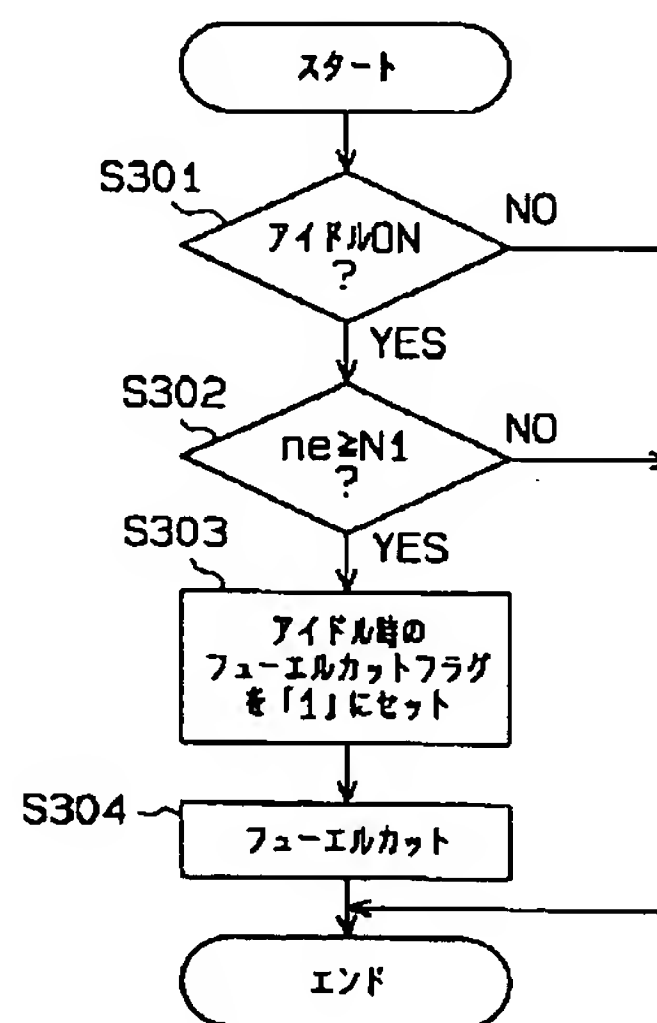 スタート
S301
アイドルON
?
NO
YES
S302
ne≧N1
?
NO
YES
S303
アイドル時の
フューエルカットフラグ
を「1」にセット
S304
フューエルカット
エンド